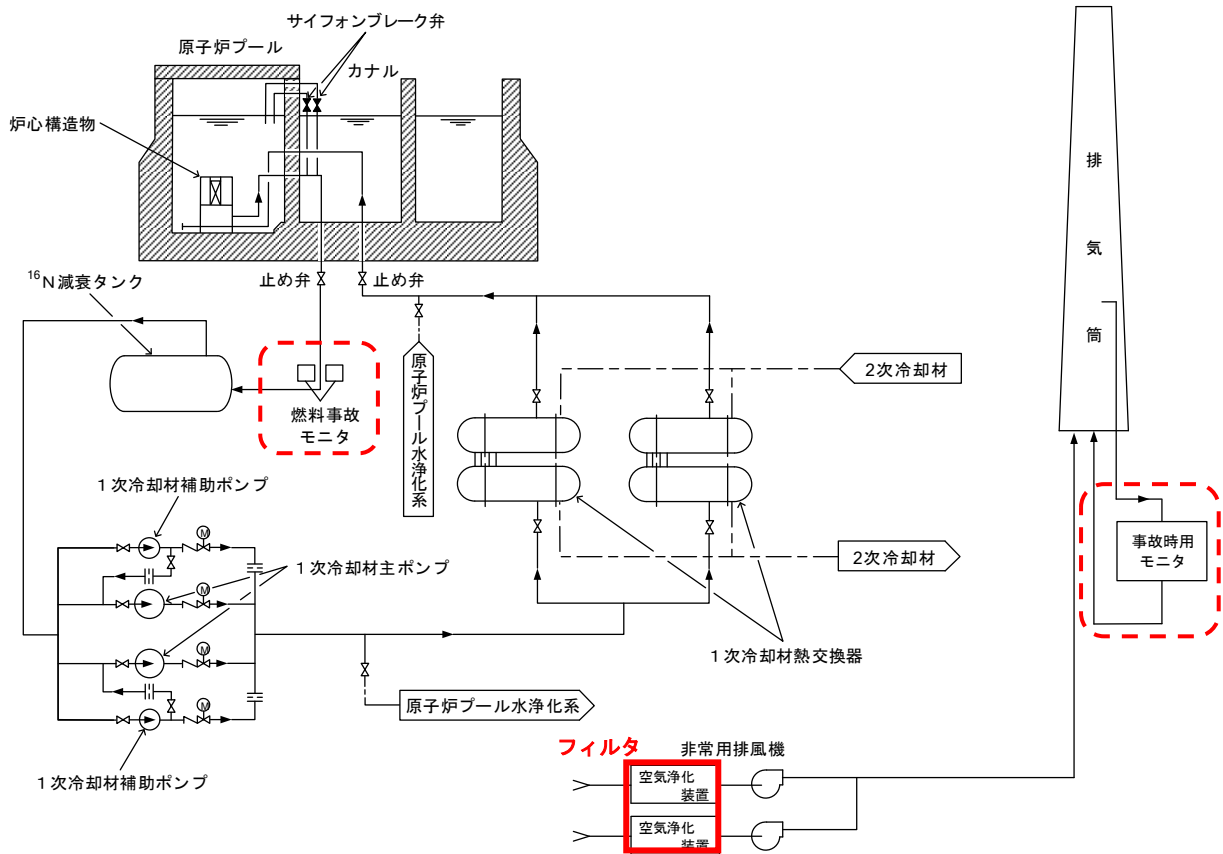 サイフォンブレーク弁
原子炉プール
カナル
炉心構造物
排
気
筒
止め弁
止め弁
16N減衰タンク
原子炉プール水浄化系
2次冷却材
燃料事故
モニタ
1次冷却材補助ポンプ
M
2次冷却材
事故時用
モニタ
1次冷却材主ポンプ
M
M
1次冷却材熱交換器
M
原子炉プール水浄化系
1次冷却材補助ポンプ
フィルタ
非常用排風機
空気浄化
装置
空気浄化
装置